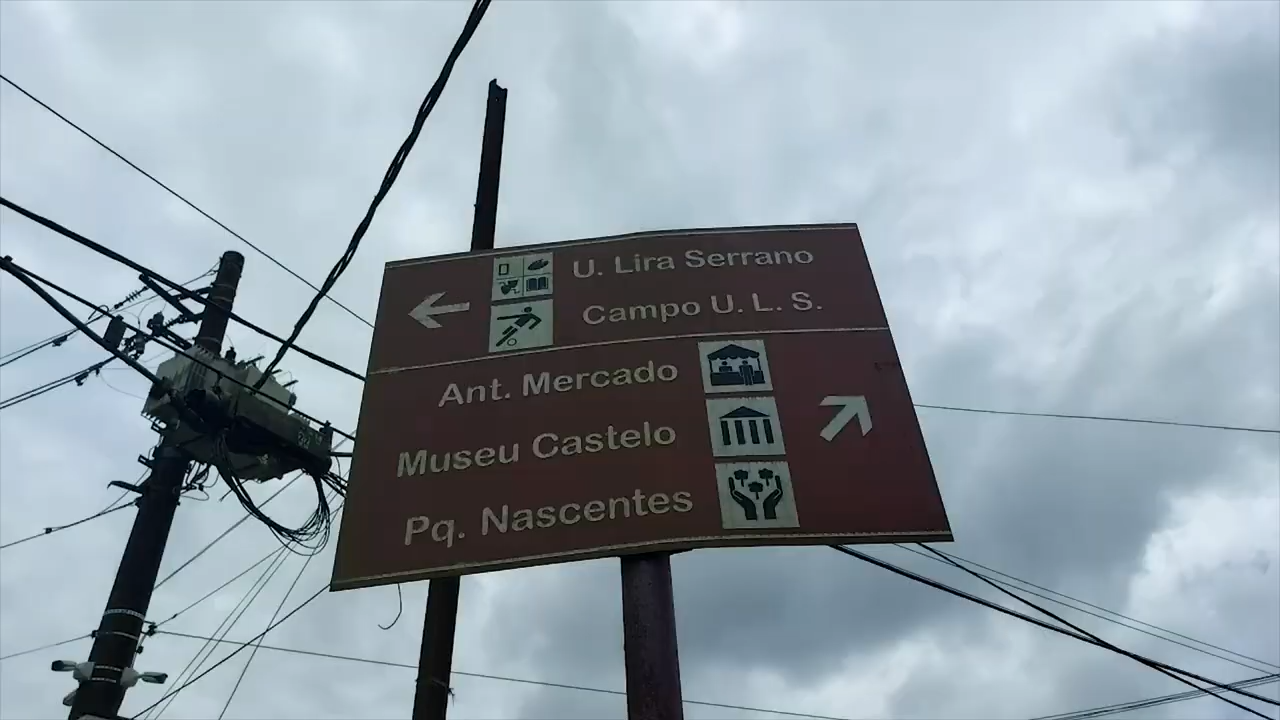 U. Lira Serrano
Campo U. L. S.
Ant. Mercado
Museu Castelo
Pq. Nascentes